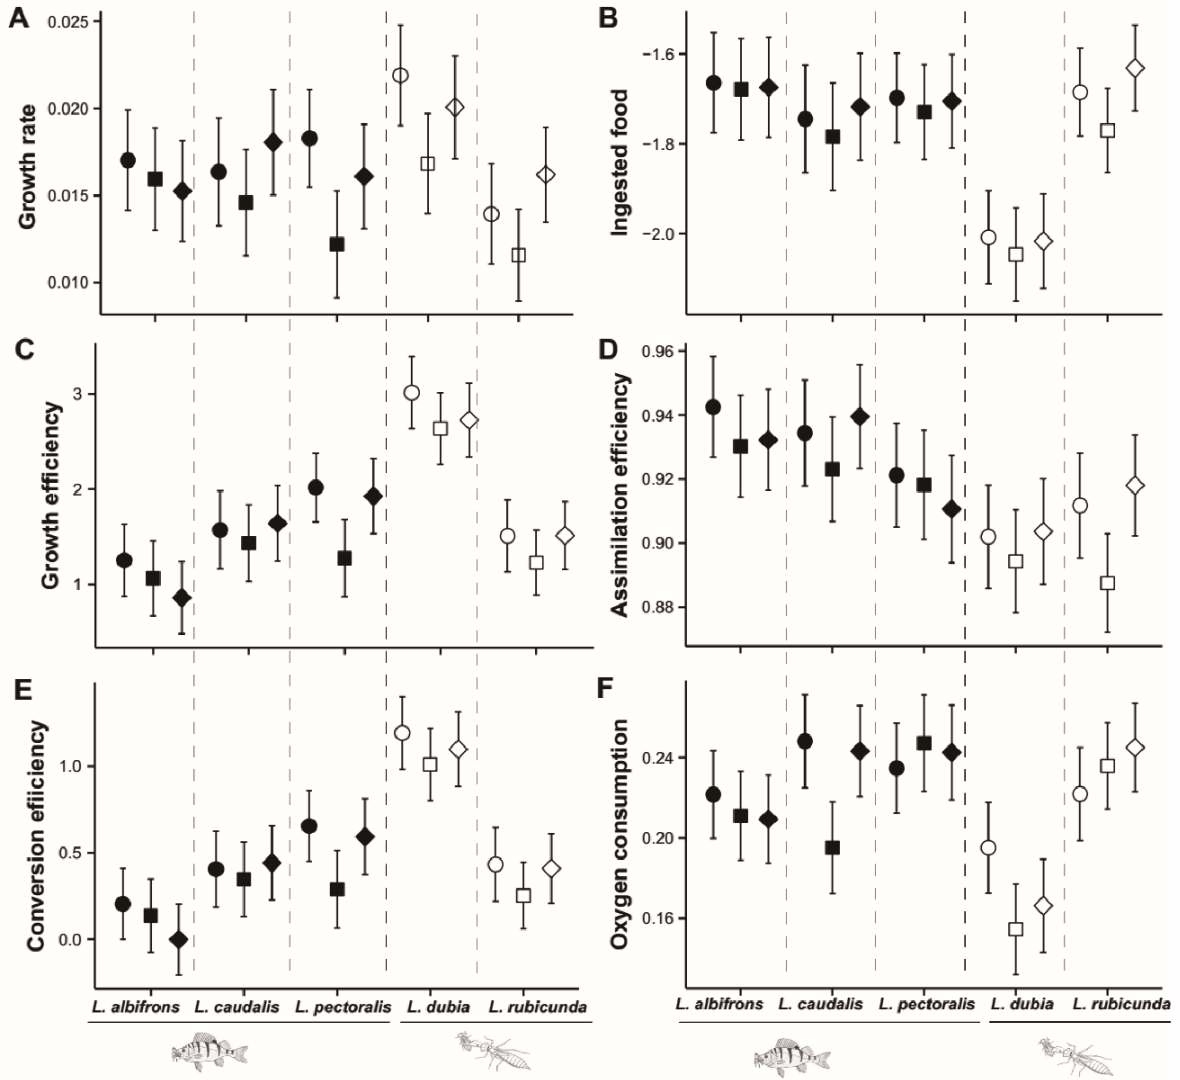 A
0.025
0.020
0.015
0.010
Growth rate
B
−1.6
−1.8
−2.0
Ingested food
C
3
2
1
Growth efficiency
D
0.96
0.94
0.92
0.90
0.88
Assimilation efficiency
E
1.0
0.5
0.0
Conversion efiiciency
F
0.24
0.20
0.16
Oxygen consumption
L. albifrons L. caudalis L. pectoralis L. dubia L. rubicunda
L. albifrons L. caudalis L. pectoralis L. dubia L. rubicunda